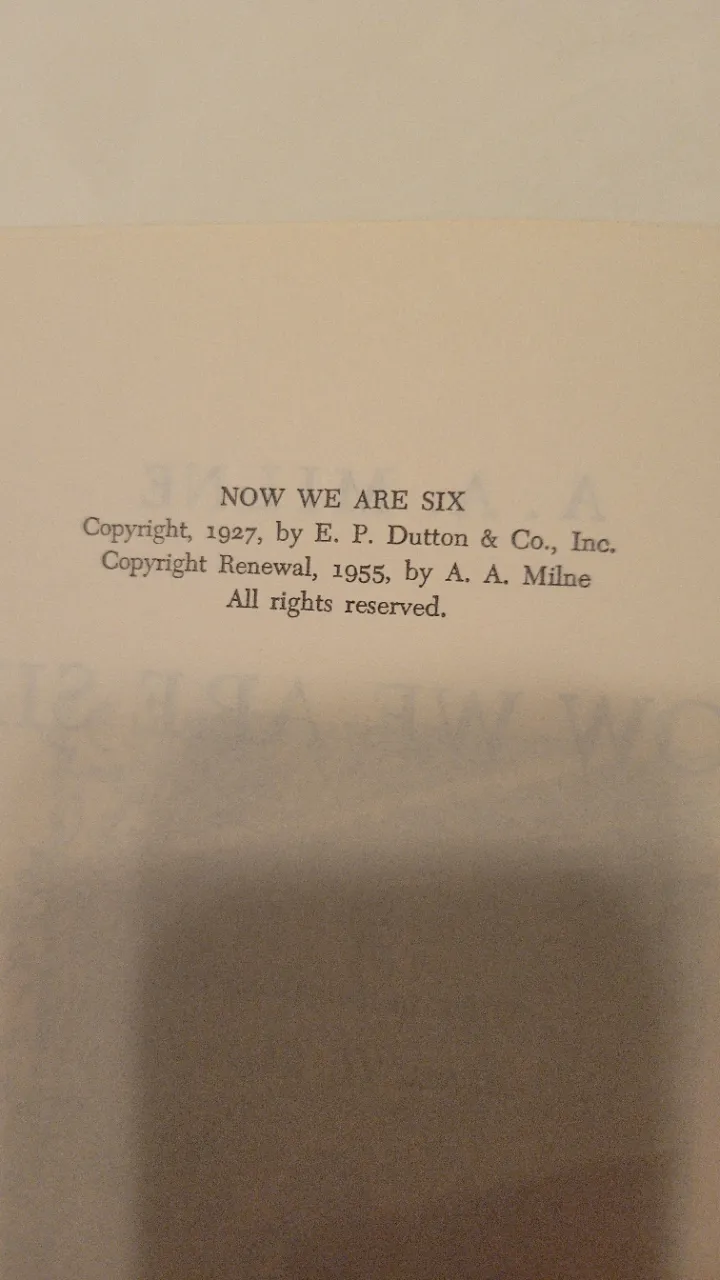 NOW WE ARE SIX
Copyright, 1927, by E. P. Dutton & Co., Inc.
Copyright Renewal, 1955, by A. A. Milne
All rights reserved.